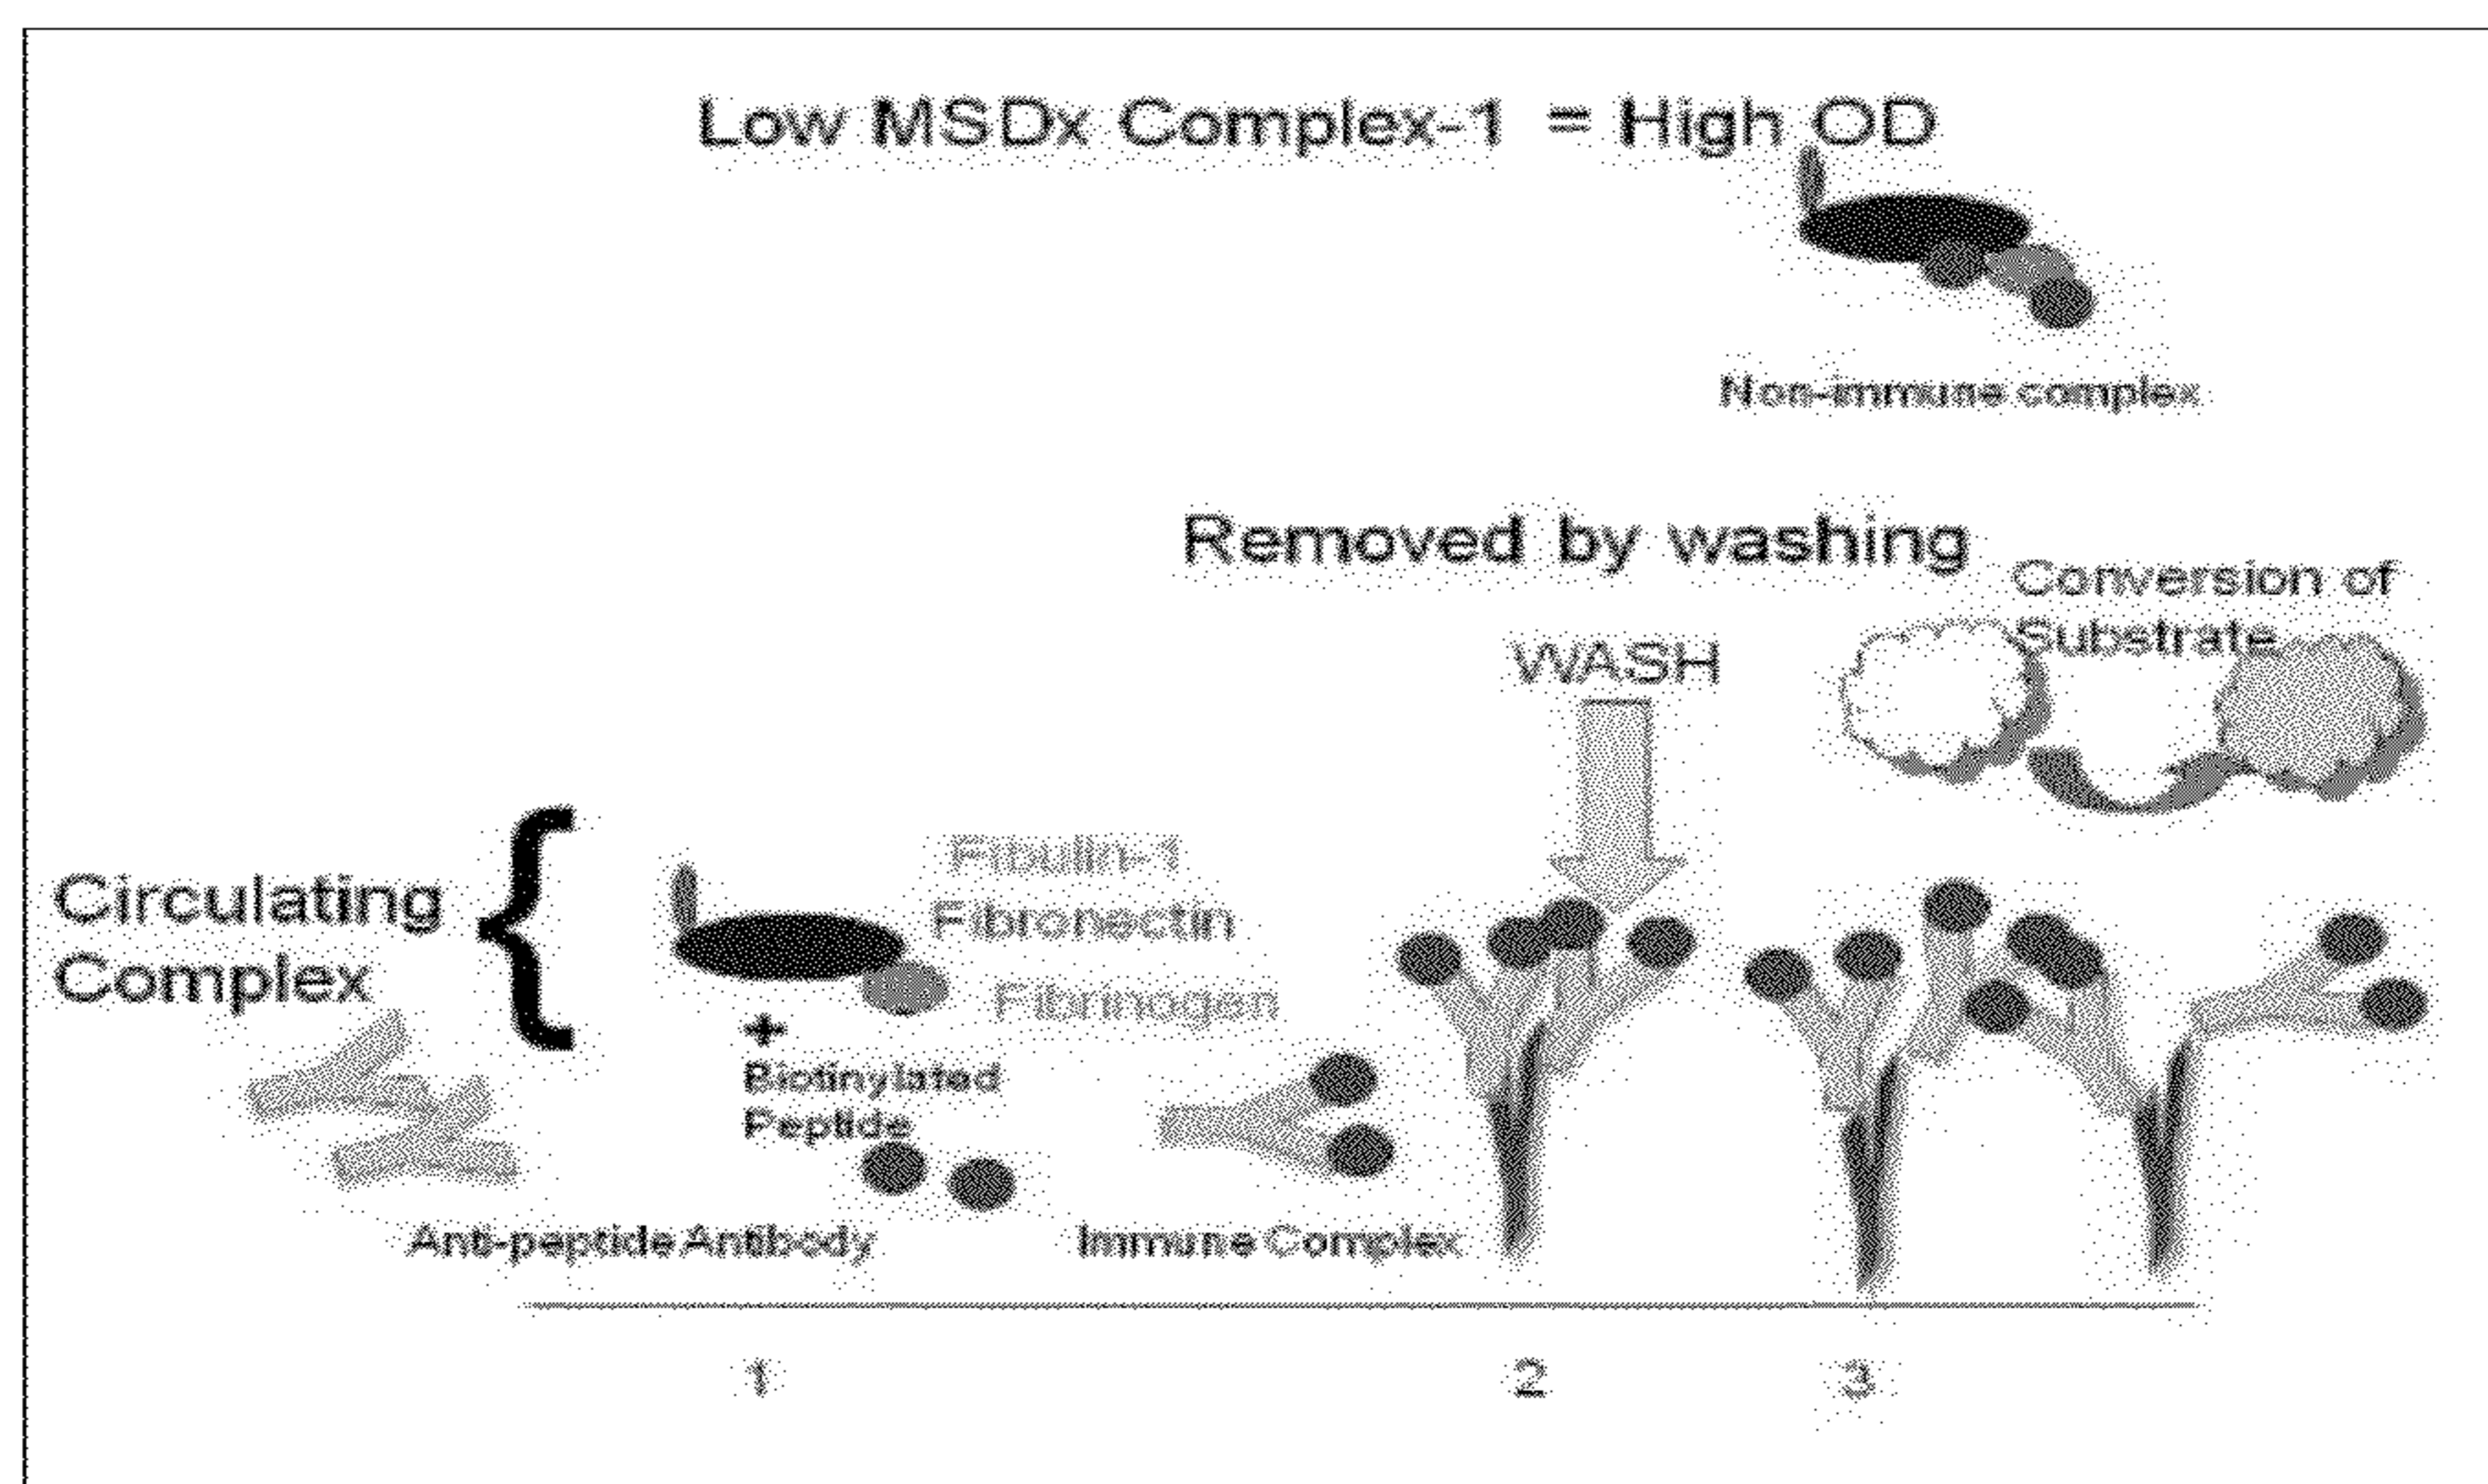 Low MSDx Complex-1 = High OD
Non-immune complex
Removed by washing
Conversion of
Substrate
WASH
Circulating
Complex
{
Fibulin-1
Fibronectin
Fibrinogen
+
Biotinylated
Peptide
Anti-peptide Antibody
Immune Complex
1
2
3